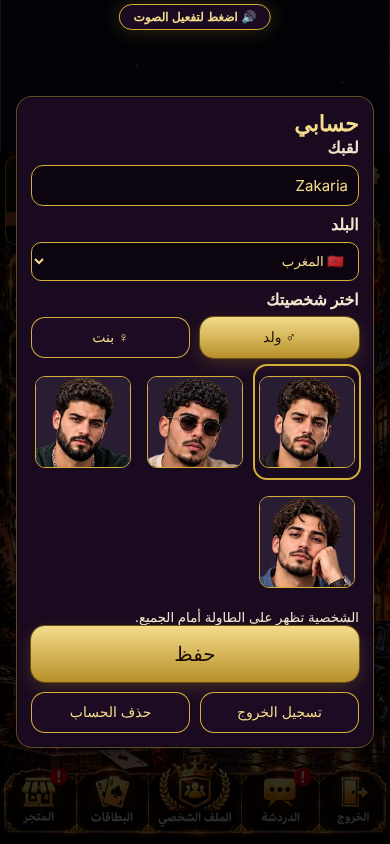 🔊 اضغط لتفعيل الصوت
حسابي
لقبك
Zakaria
البلد
🇲🇦 المغرب
اختر شخصيتك
♂ ولد
♀ بنت
الشخصية تظهر على الطاولة أمام الجميع.
حفظ
تسجيل الخروج
حذف الحساب
الخروج
الدردشة
الملف الشخصي
البطاقات
المتجر